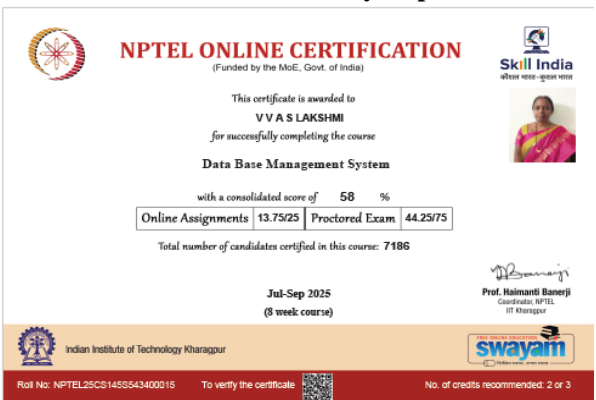 NPTEL ONLINE CERTIFICATION
(Funded by the MoE, Govt. of India)
Skill India
कौशल भारत - कुशल भारत
This certificate is awarded to
V V A S LAKSHMI
for successfully completing the course
Data Base Management System
with a consolidated score of 58 %
Online Assignments 13.75/25 Proctored Exam 44.25/75
Total number of candidates certified in this course: 7186
Jul-Sep 2025
(8 week course)
Prof. Haimanti Banerji
Coordinator, NPTEL
IIT Kharagpur
Indian Institute of Technology Kharagpur
FREE ONLINE EDUCATION
swayam
Roll No: NPTEL25CS145S543400015 To verify the certificate No. of credits recommended: 2 or 3